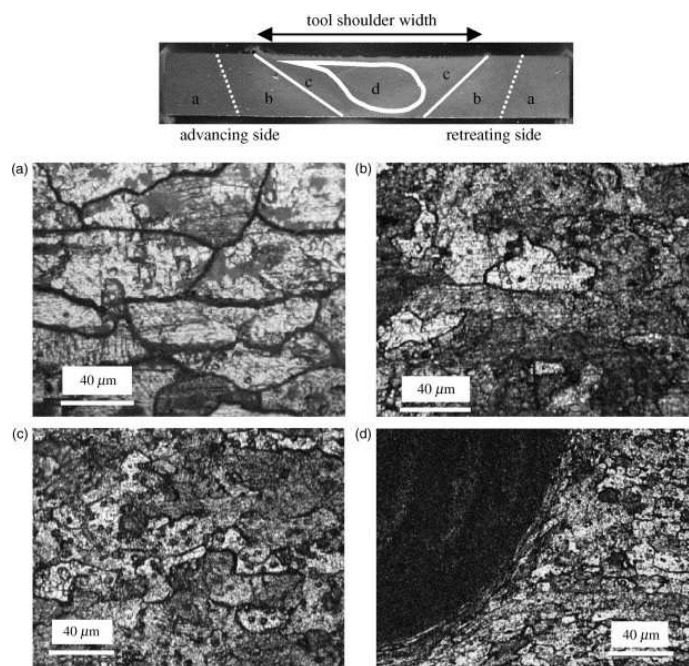 tool shoulder width
a b c d c b a
advancing side retreating side
(a) (b)
40 µm 40 µm
(c) (d)
40 µm 40 µm